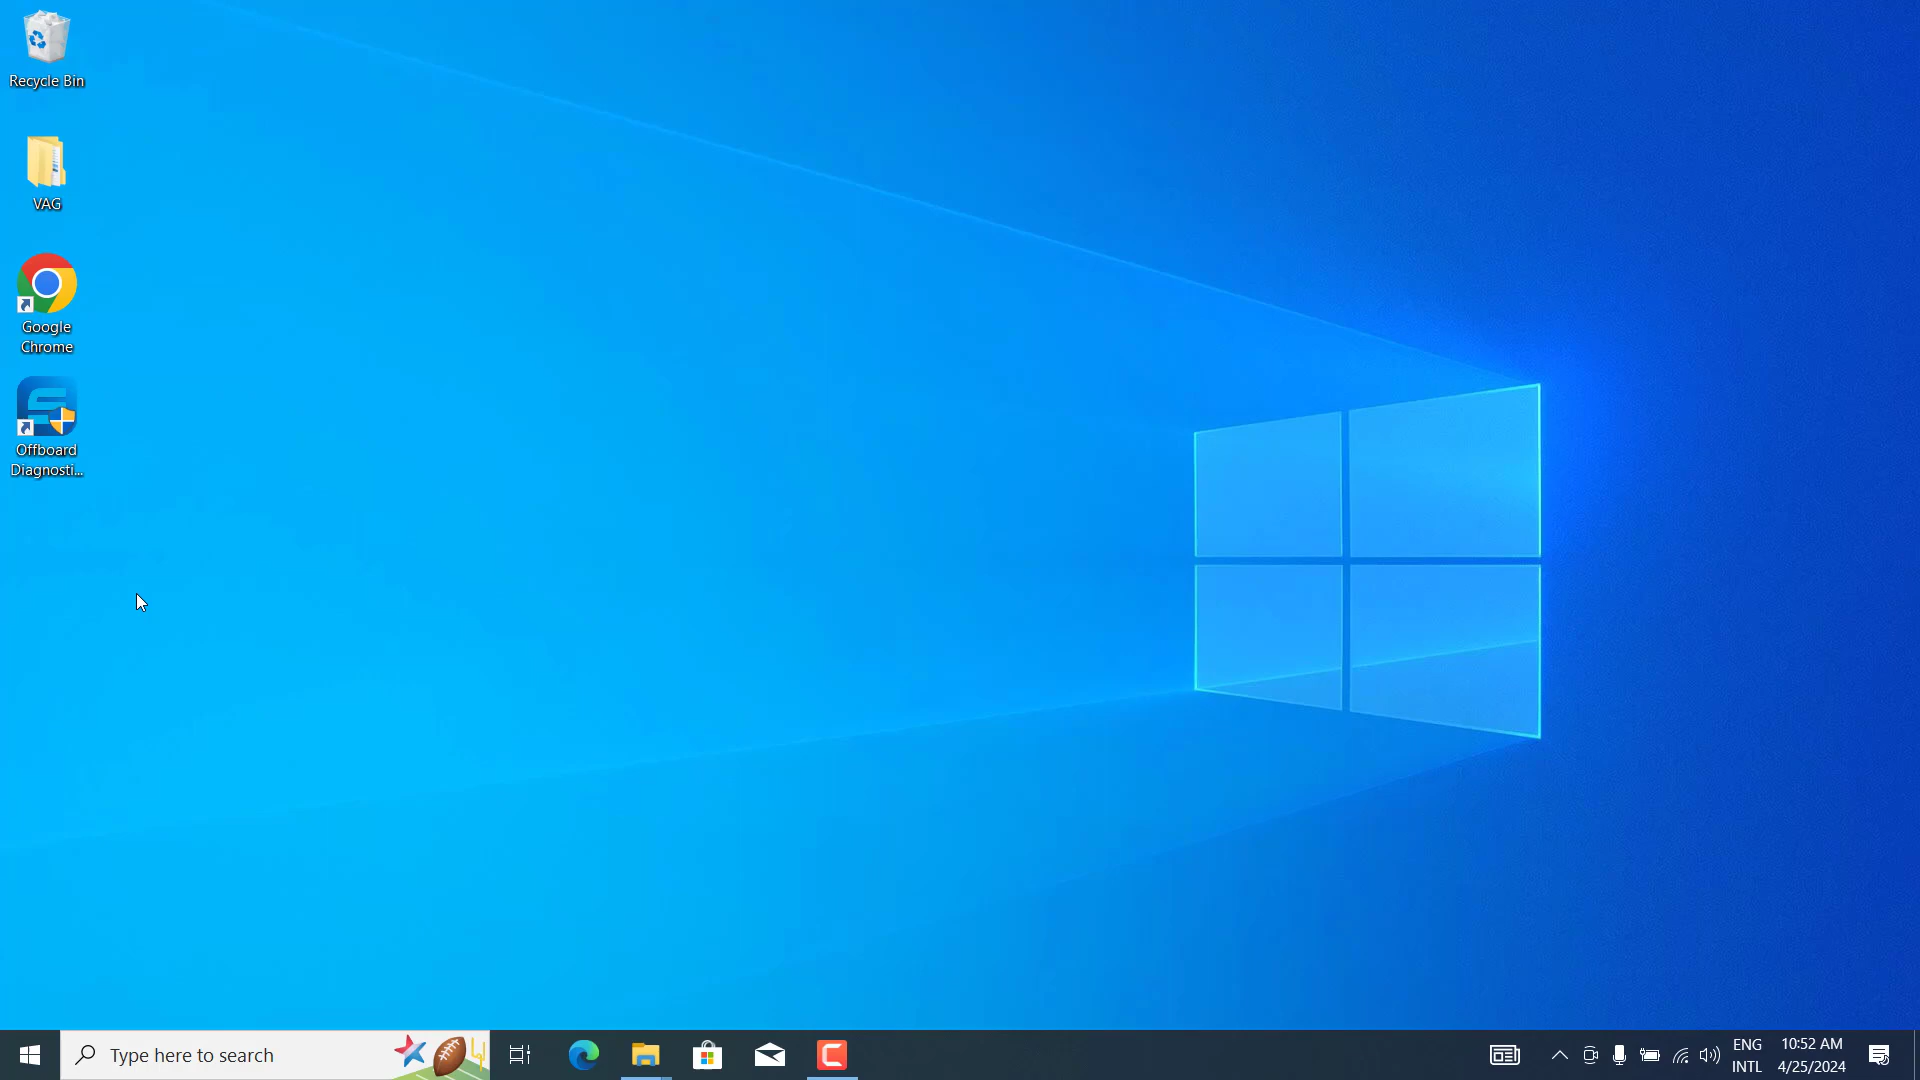 Recycle Bin
VAG
Google
Chrome
Offboard
Diagnosti...
Type here to search
ENG
INTL
10:52 AM
4/25/2024